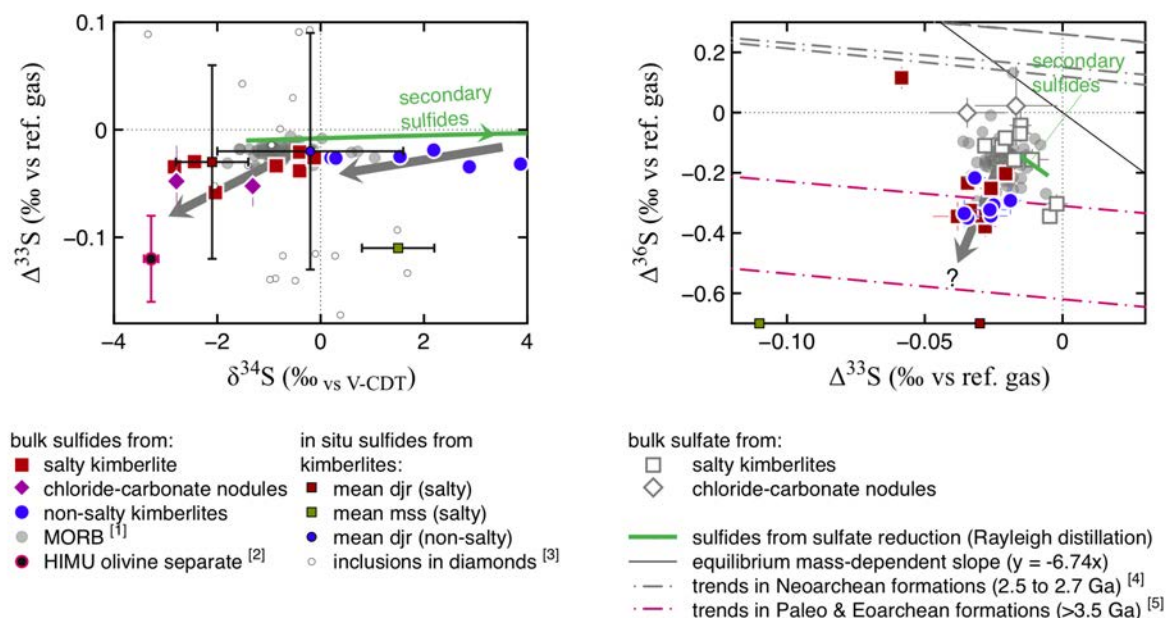 0
−0.1
Δ³³S (‰ vs ref. gas)
secondary
sulfides
−4
−2
0
2
4
δ³⁴S (‰ vs V-CDT)
0.2
0
−0.2
−0.4
−0.6
Δ³⁶S (‰ vs ref. gas)
secondary
sulfides
?
−0.10
−0.05
0
Δ³³S (‰ vs ref. gas)
bulk sulfides from:
salty kimberlite
chloride-carbonate nodules
non-salty kimberlites
MORB [1]
HIMU olivine separate [2]
in situ sulfides from
kimberlites:
mean djr (salty)
mean mss (salty)
mean djr (non-salty)
inclusions in diamonds [3]
bulk sulfate from:
salty kimberlites
chloride-carbonate nodules
sulfides from sulfate reduction (Rayleigh distillation)
equilibrium mass-dependent slope (y = -6.74x)
trends in Neoarchean formations (2.5 to 2.7 Ga) [4]
trends in Paleo & Eoarchean formations (>3.5 Ga) [5]